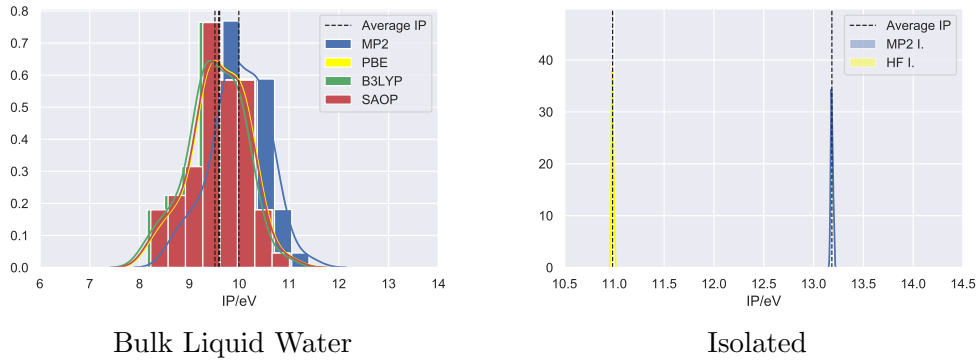 0.8
0.7
0.6
0.5
0.4
0.3
0.2
0.1
0.0
6 7 8 9 10 11 12 13 14
IP/eV
Average IP
MP2
PBE
B3LYP
SAOP
Bulk Liquid Water
40
30
20
10
0
10.5 11.0 11.5 12.0 12.5 13.0 13.5 14.0 14.5
IP/eV
Average IP
MP2 I.
HF I.
Isolated